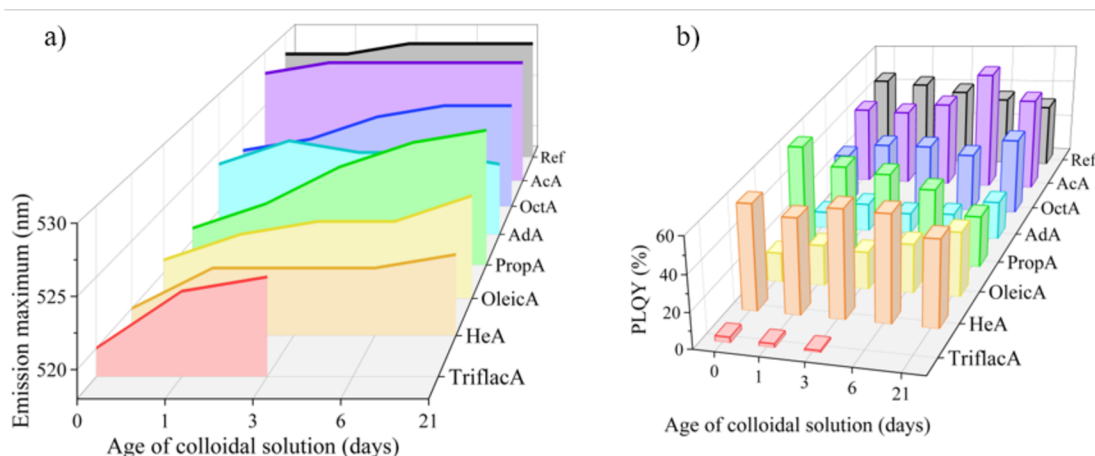 a)
Emission maximum (nm)
530
525
520
0 1 3 6 21
Age of colloidal solution (days)
Ref
AcA
OctA
AdA
PropA
OleicA
HeA
TriflacA
b)
PLQY (%)
60
40
20
0
0 1 3 6 21
Age of colloidal solution (days)
Ref
AcA
OctA
AdA
PropA
OleicA
HeA
TriflacA